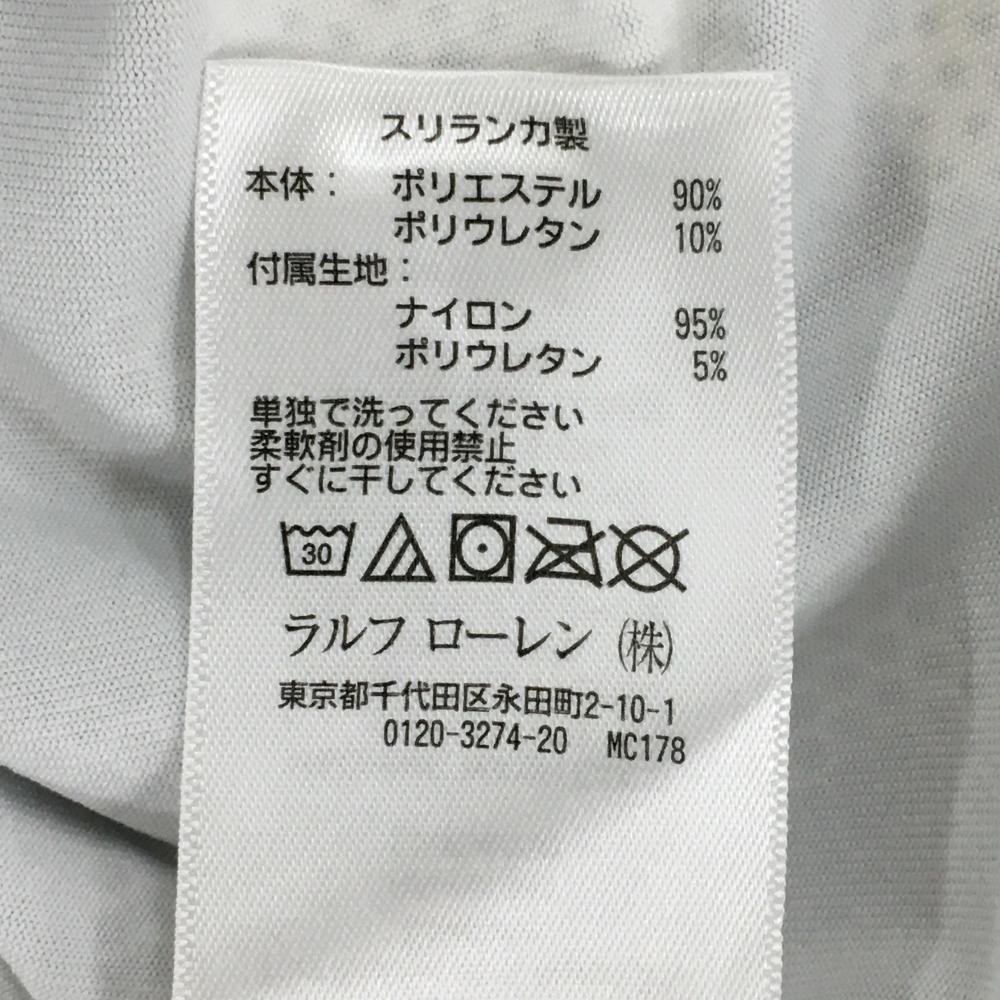 スリランカ製
本体： ポリエステル 90%
ポリウレタン 10%
付属生地：
ナイロン 95%
ポリウレタン 5%
単独で洗ってください
柔軟剤の使用禁止
すぐに干してください
30
ラルフ ローレン (株)
東京都千代田区永田町2-10-1
0120-3274-20 MC178